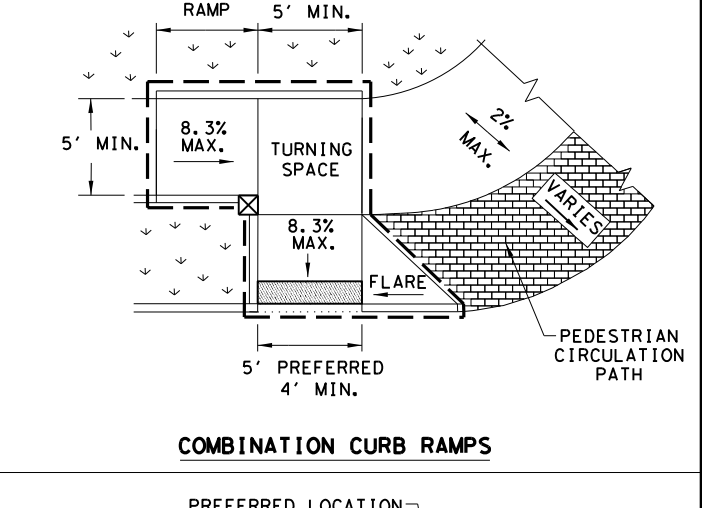 RAMP
5' MIN.
5' MIN.
8.3%
MAX.
TURNING
SPACE
2%
MAX.
VARIES
8.3%
MAX.
FLARE
PEDESTRIAN
CIRCULATION
PATH
5' PREFERRED
4' MIN.
COMBINATION CURB RAMPS
PREFERRED LOCATION